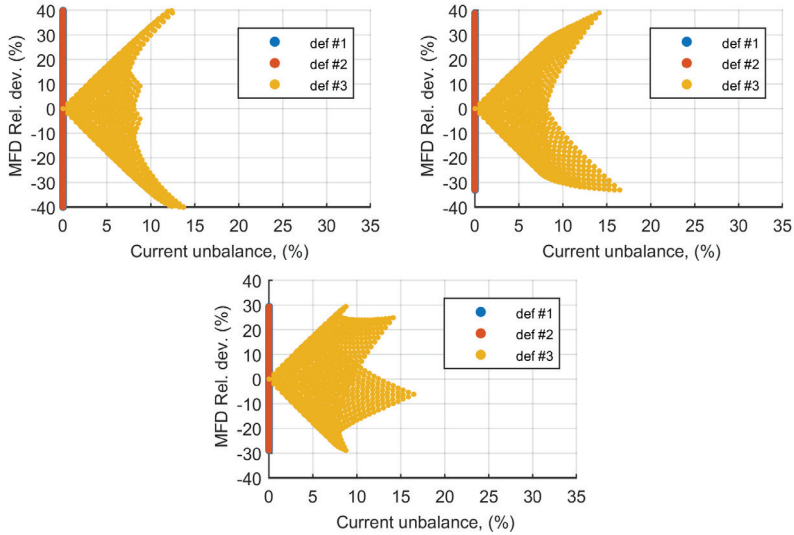 MFD Rel. dev. (%)
40
30
20
10
0
-10
-20
-30
-40
0 5 10 15 20 25 30 35
Current unbalance, (%)
def #1
def #2
def #3
MFD Rel. dev. (%)
40
30
20
10
0
-10
-20
-30
-40
0 5 10 15 20 25 30 35
Current unbalance, (%)
def #1
def #2
def #3
MFD Rel. dev. (%)
40
30
20
10
0
-10
-20
-30
-40
0 5 10 15 20 25 30 35
Current unbalance, (%)
def #1
def #2
def #3